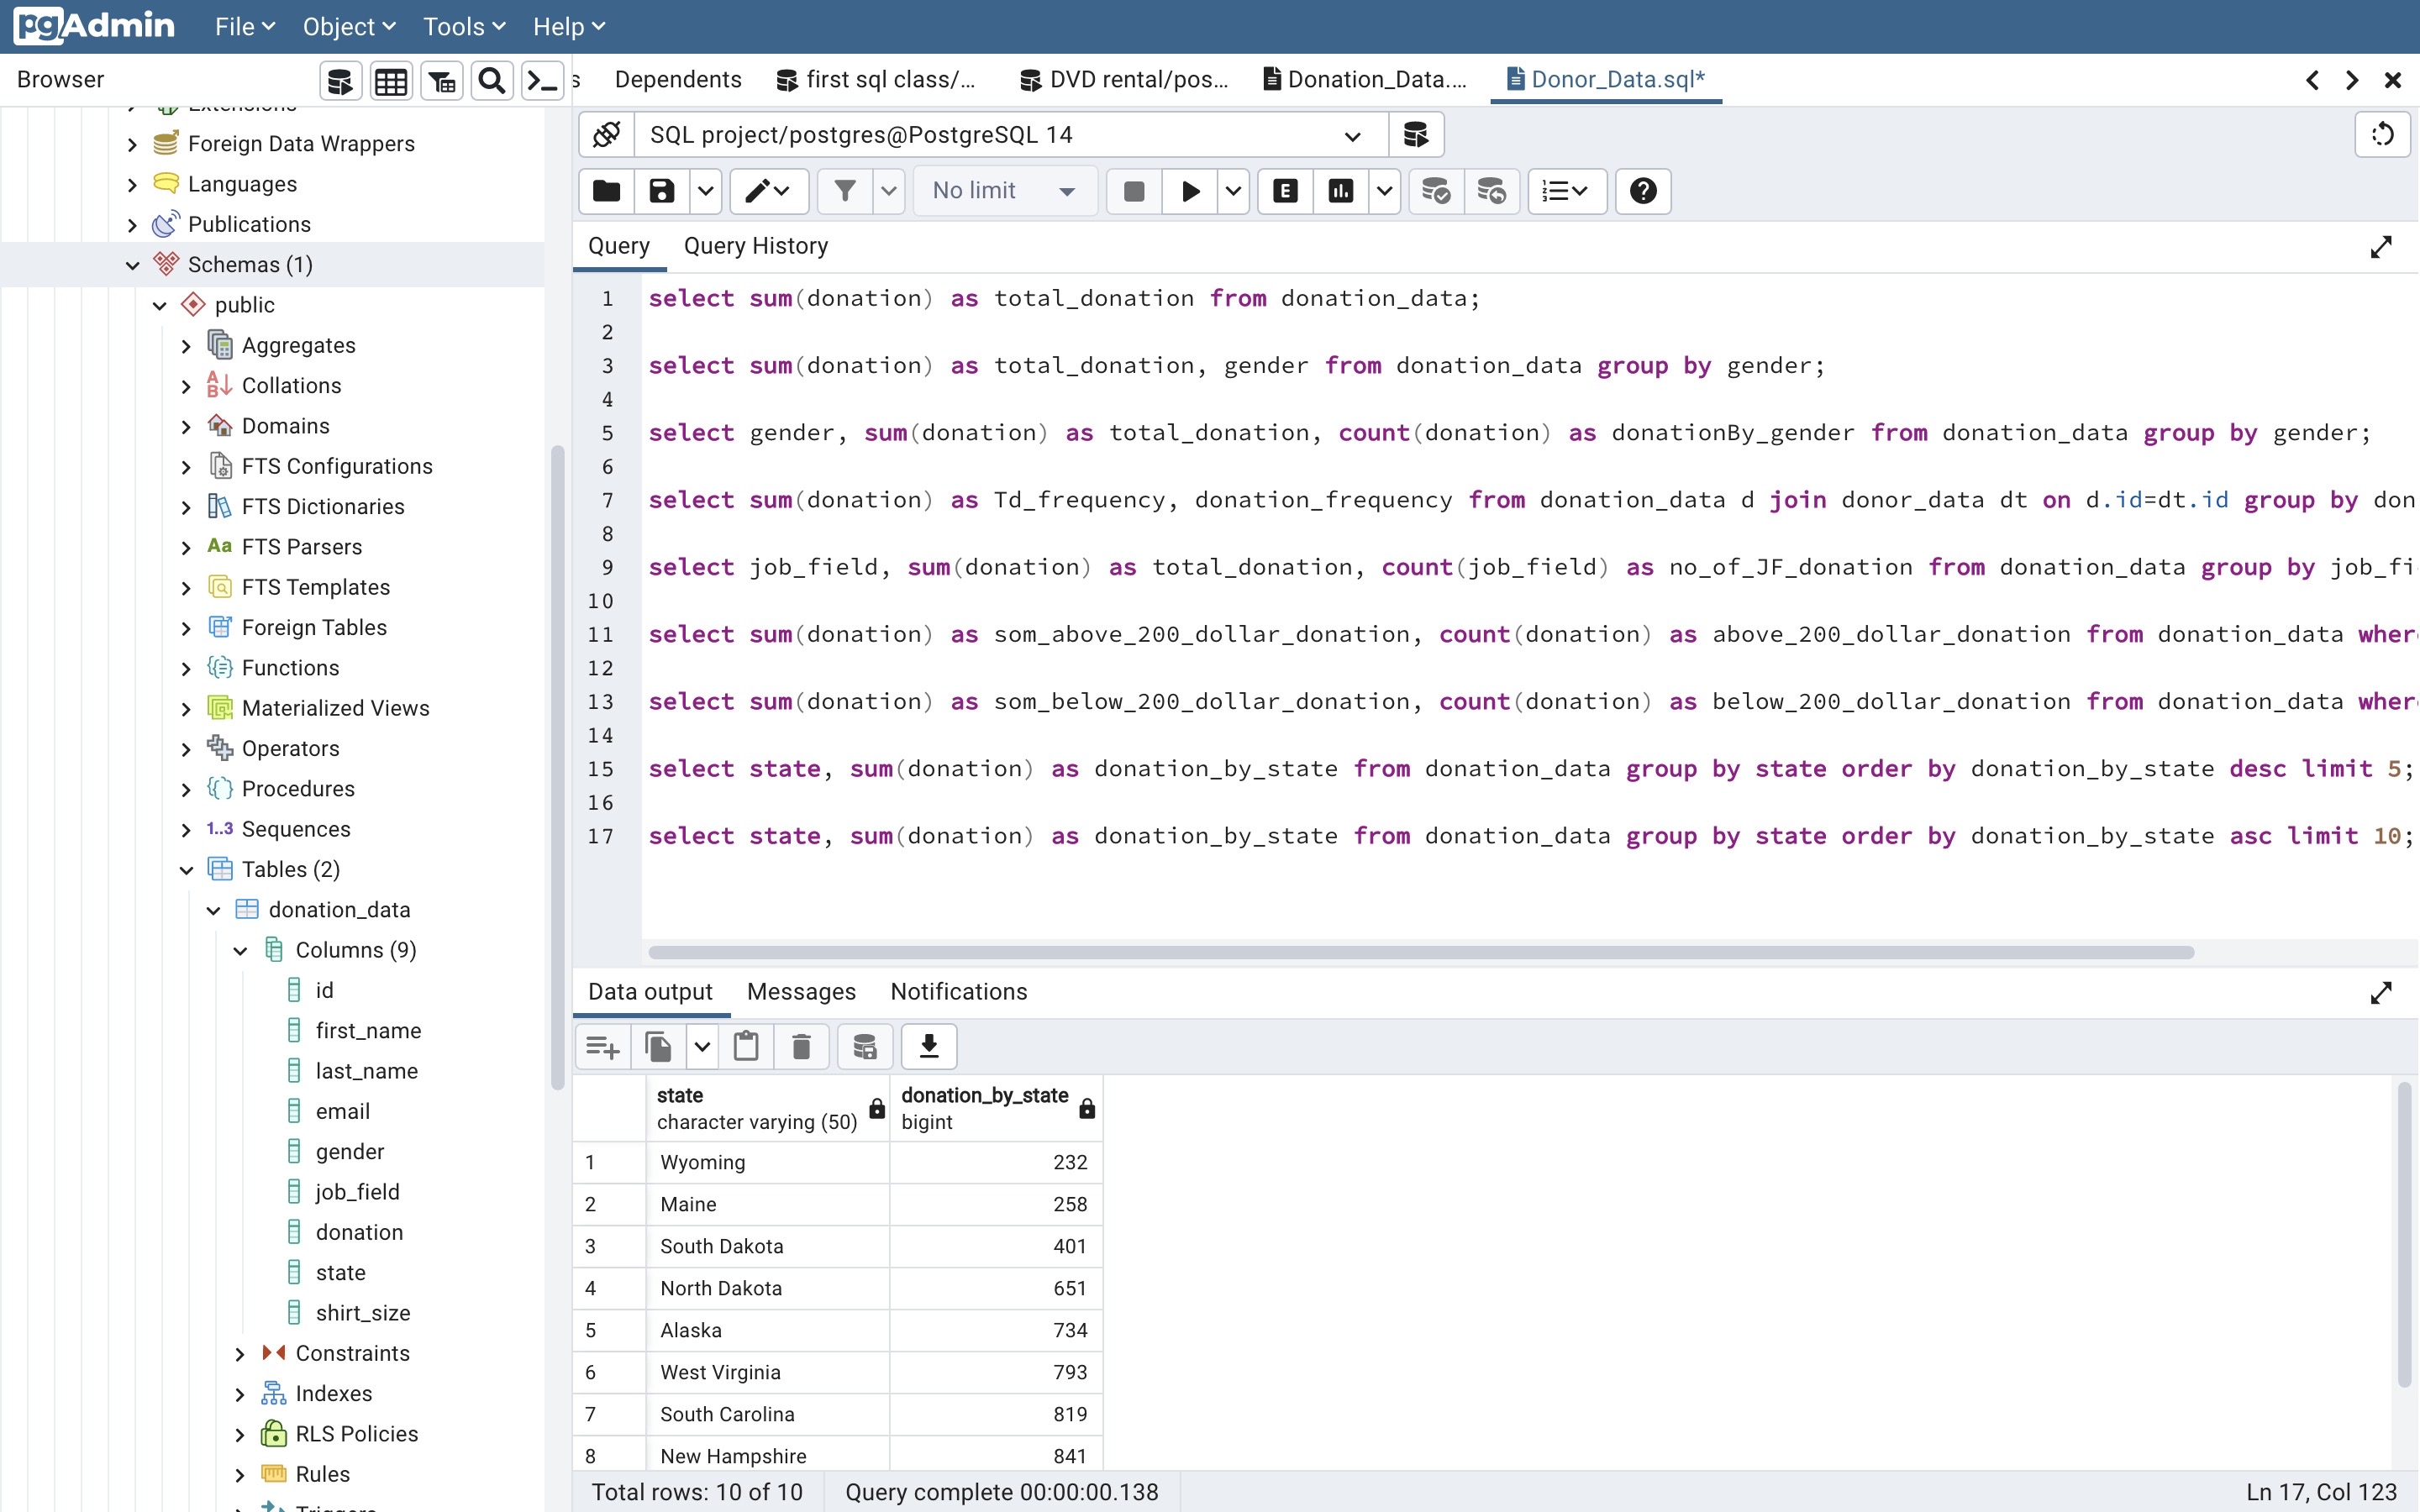 pgAdmin File Object Tools Help
Browser
s Dependents first sql class/... DVD rental/pos... Donation_Data.... Donor_Data.sql*
Extensions
Foreign Data Wrappers
Languages
Publications
Schemas (1)
public
Aggregates
Collations
Domains
FTS Configurations
FTS Dictionaries
Aa FTS Parsers
FTS Templates
Foreign Tables
Functions
Materialized Views
Operators
Procedures
1..3 Sequences
Tables (2)
donation_data
Columns (9)
id
first_name
last_name
email
gender
job_field
donation
state
shirt_size
Constraints
Indexes
RLS Policies
Rules
Triggers
SQL project/postgres@PostgreSQL 14
No limit
E
Query Query History
1 select sum(donation) as total_donation from donation_data;
2
3 select sum(donation) as total_donation, gender from donation_data group by gender;
4
5 select gender, sum(donation) as total_donation, count(donation) as donationBy_gender from donation_data group by gender;
6
7 select sum(donation) as Td_frequency, donation_frequency from donation_data d join donor_data dt on d.id=dt.id group by don
8
9 select job_field, sum(donation) as total_donation, count(job_field) as no_of_JF_donation from donation_data group by job_fi
10
11 select sum(donation) as som_above_200_dollar_donation, count(donation) as above_200_dollar_donation from donation_data wher
12
13 select sum(donation) as som_below_200_dollar_donation, count(donation) as below_200_dollar_donation from donation_data wher
14
15 select state, sum(donation) as donation_by_state from donation_data group by state order by donation_by_state desc limit 5;
16
17 select state, sum(donation) as donation_by_state from donation_data group by state order by donation_by_state asc limit 10;
Data output Messages Notifications
state donation_by_state
character varying (50) bigint
1 Wyoming 232
2 Maine 258
3 South Dakota 401
4 North Dakota 651
5 Alaska 734
6 West Virginia 793
7 South Carolina 819
8 New Hampshire 841
Total rows: 10 of 10 Query complete 00:00:00.138 Ln 17, Col 123